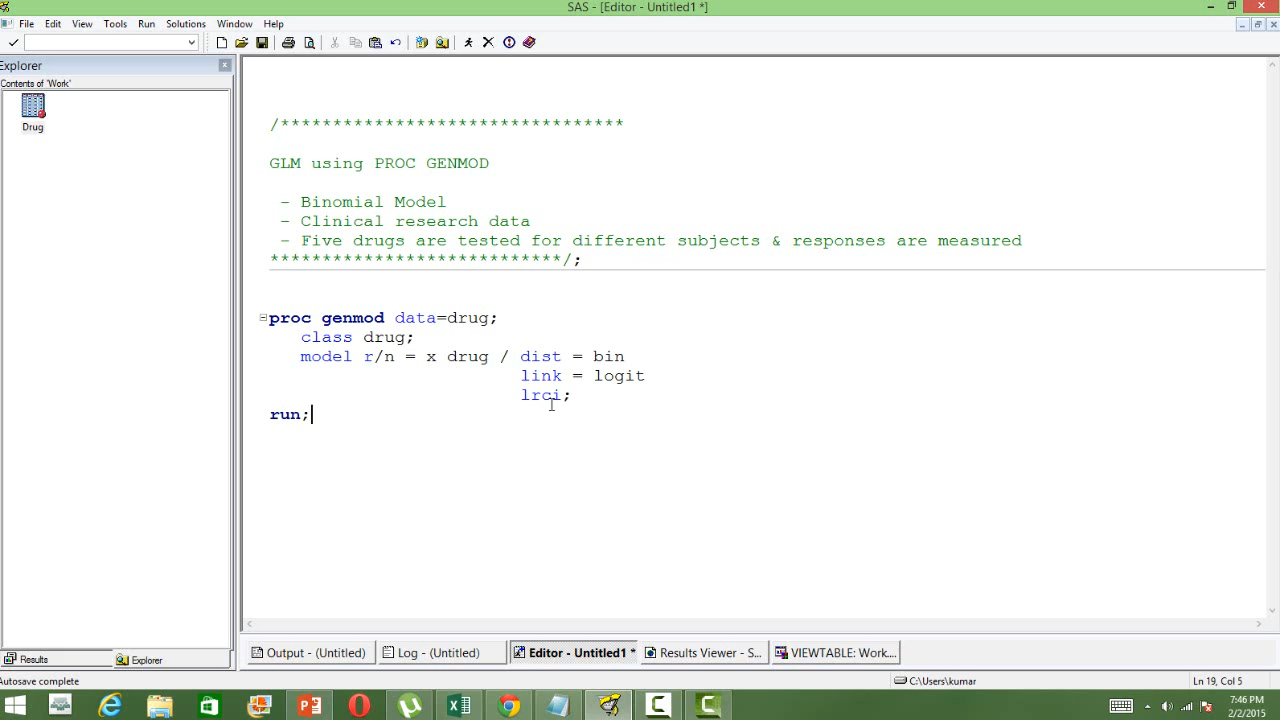 SAS - [Editor - Untitled1 *]
File Edit View Tools Run Solutions Window Help
Explorer
Contents of 'Work'
Drug
/*********************************
GLM using PROC GENMOD
- Binomial Model
- Clinical research data
- Five drugs are tested for different subjects & responses are measured
****************************/;
proc genmod data=drug;
class drug;
model r/n = x drug / dist = bin
link = logit
lrci;
run;
Results Explorer
Output - (Untitled) Log - (Untitled) Editor - Untitled1 * Results Viewer - S... VIEWTABLE: Work....
Autosave complete C:\Users\kumar Ln 19, Col 5
7:46 PM
2/2/2015